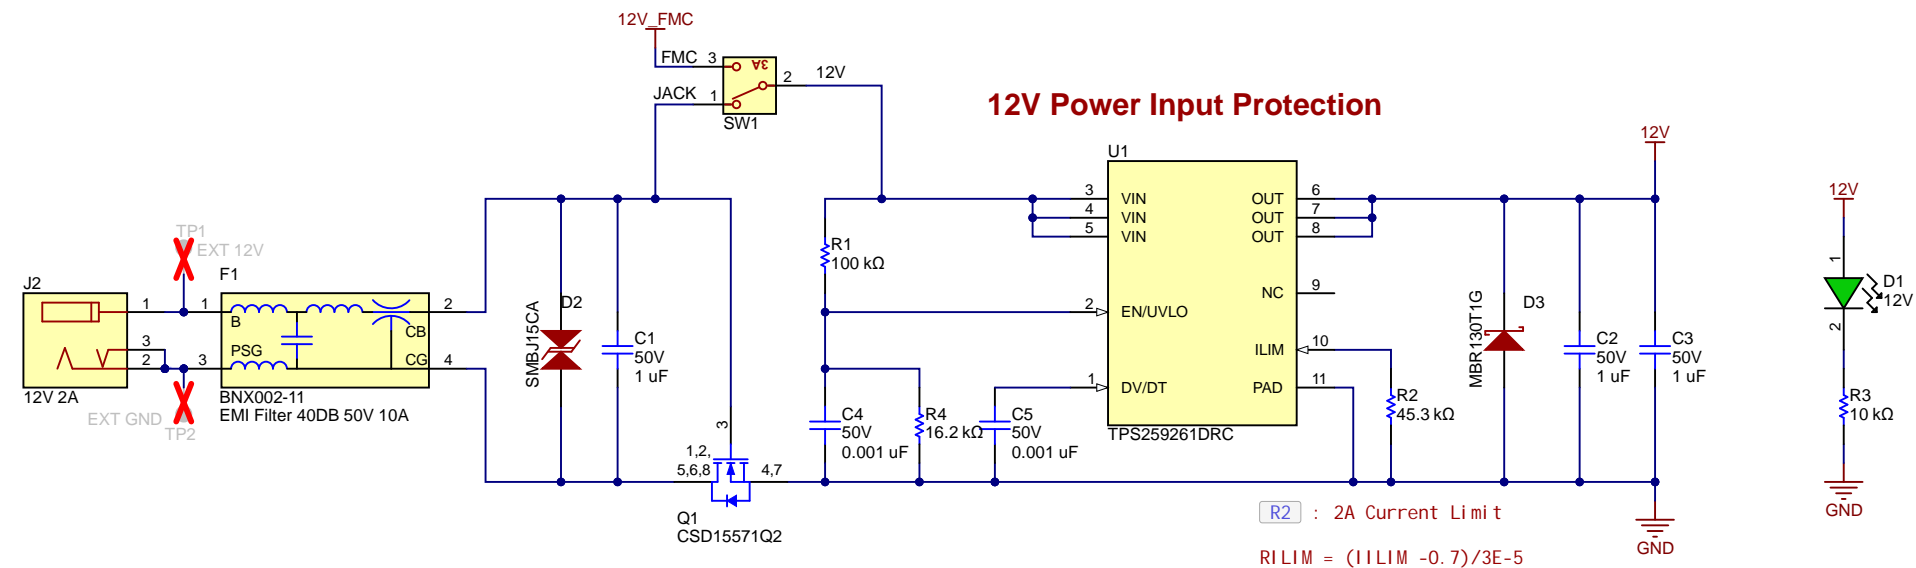 12V_FMC
FMC 3
3A
2 12V
JACK 1
SW1
12V Power Input Protection
12V
U1
3 VIN OUT 6
4 VIN OUT 7
5 VIN OUT 8
12V
TP1
EXT 12V
R1
100 kΩ
J2
F1
NC 9
D1
12V
1
2
1 1 2
B
CB
D2
SMBJ15CA
2 EN/UVLO
D3
MBR130T1G
3
2
PSG
3
CG 4
C1
50V
1 uF
ILIM 10
C2
50V
1 uF
C3
50V
1 uF
1 DV/DT PAD 11
12V 2A
BNX002-11
EMI Filter 40DB 50V 10A
EXT GND
TP2
R2
45.3 kΩ
R3
10 kΩ
C4
50V
0.001 uF
R4
16.2 kΩ
C5
50V
0.001 uF
TPS259261DRC
3
1,2,
5,6,8
4,7
Q1
CSD15571Q2
R2 : 2A Current Limit
RILIM = (IILIM -0.7)/3E-5
GND
GND